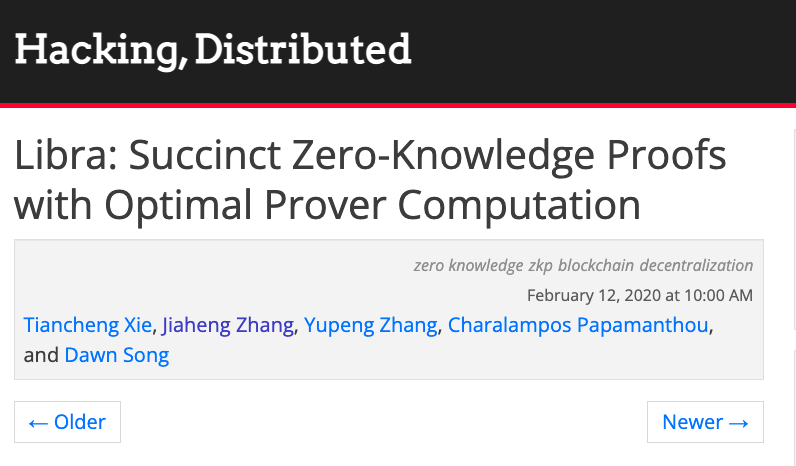 Hacking, Distributed
Libra: Succinct Zero-Knowledge Proofs
with Optimal Prover Computation
zero knowledge zkp blockchain decentralization
February 12, 2020 at 10:00 AM
Tiancheng Xie, Jiaheng Zhang, Yupeng Zhang, Charalampos Papamanthou,
and Dawn Song
← Older
Newer →